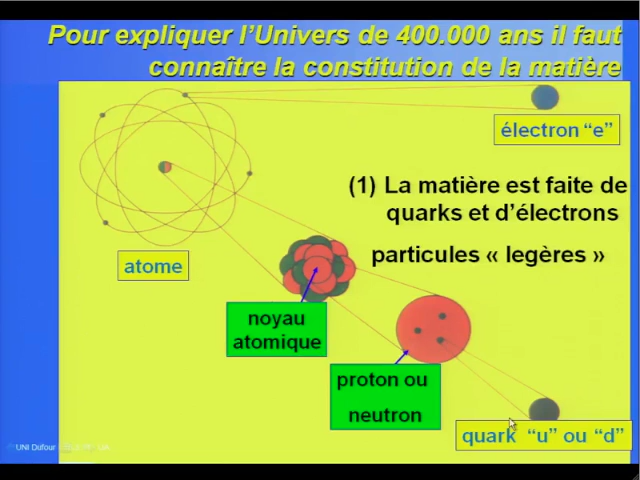 Pour expliquer l’Univers de 400.000 ans il faut
connaître la constitution de la matière
électron “e”
(1) La matière est faite de
quarks et d’électrons
particules « legères »
atome
noyau
atomique
proton ou
neutron
quark “u” ou “d”
UNI Dufour